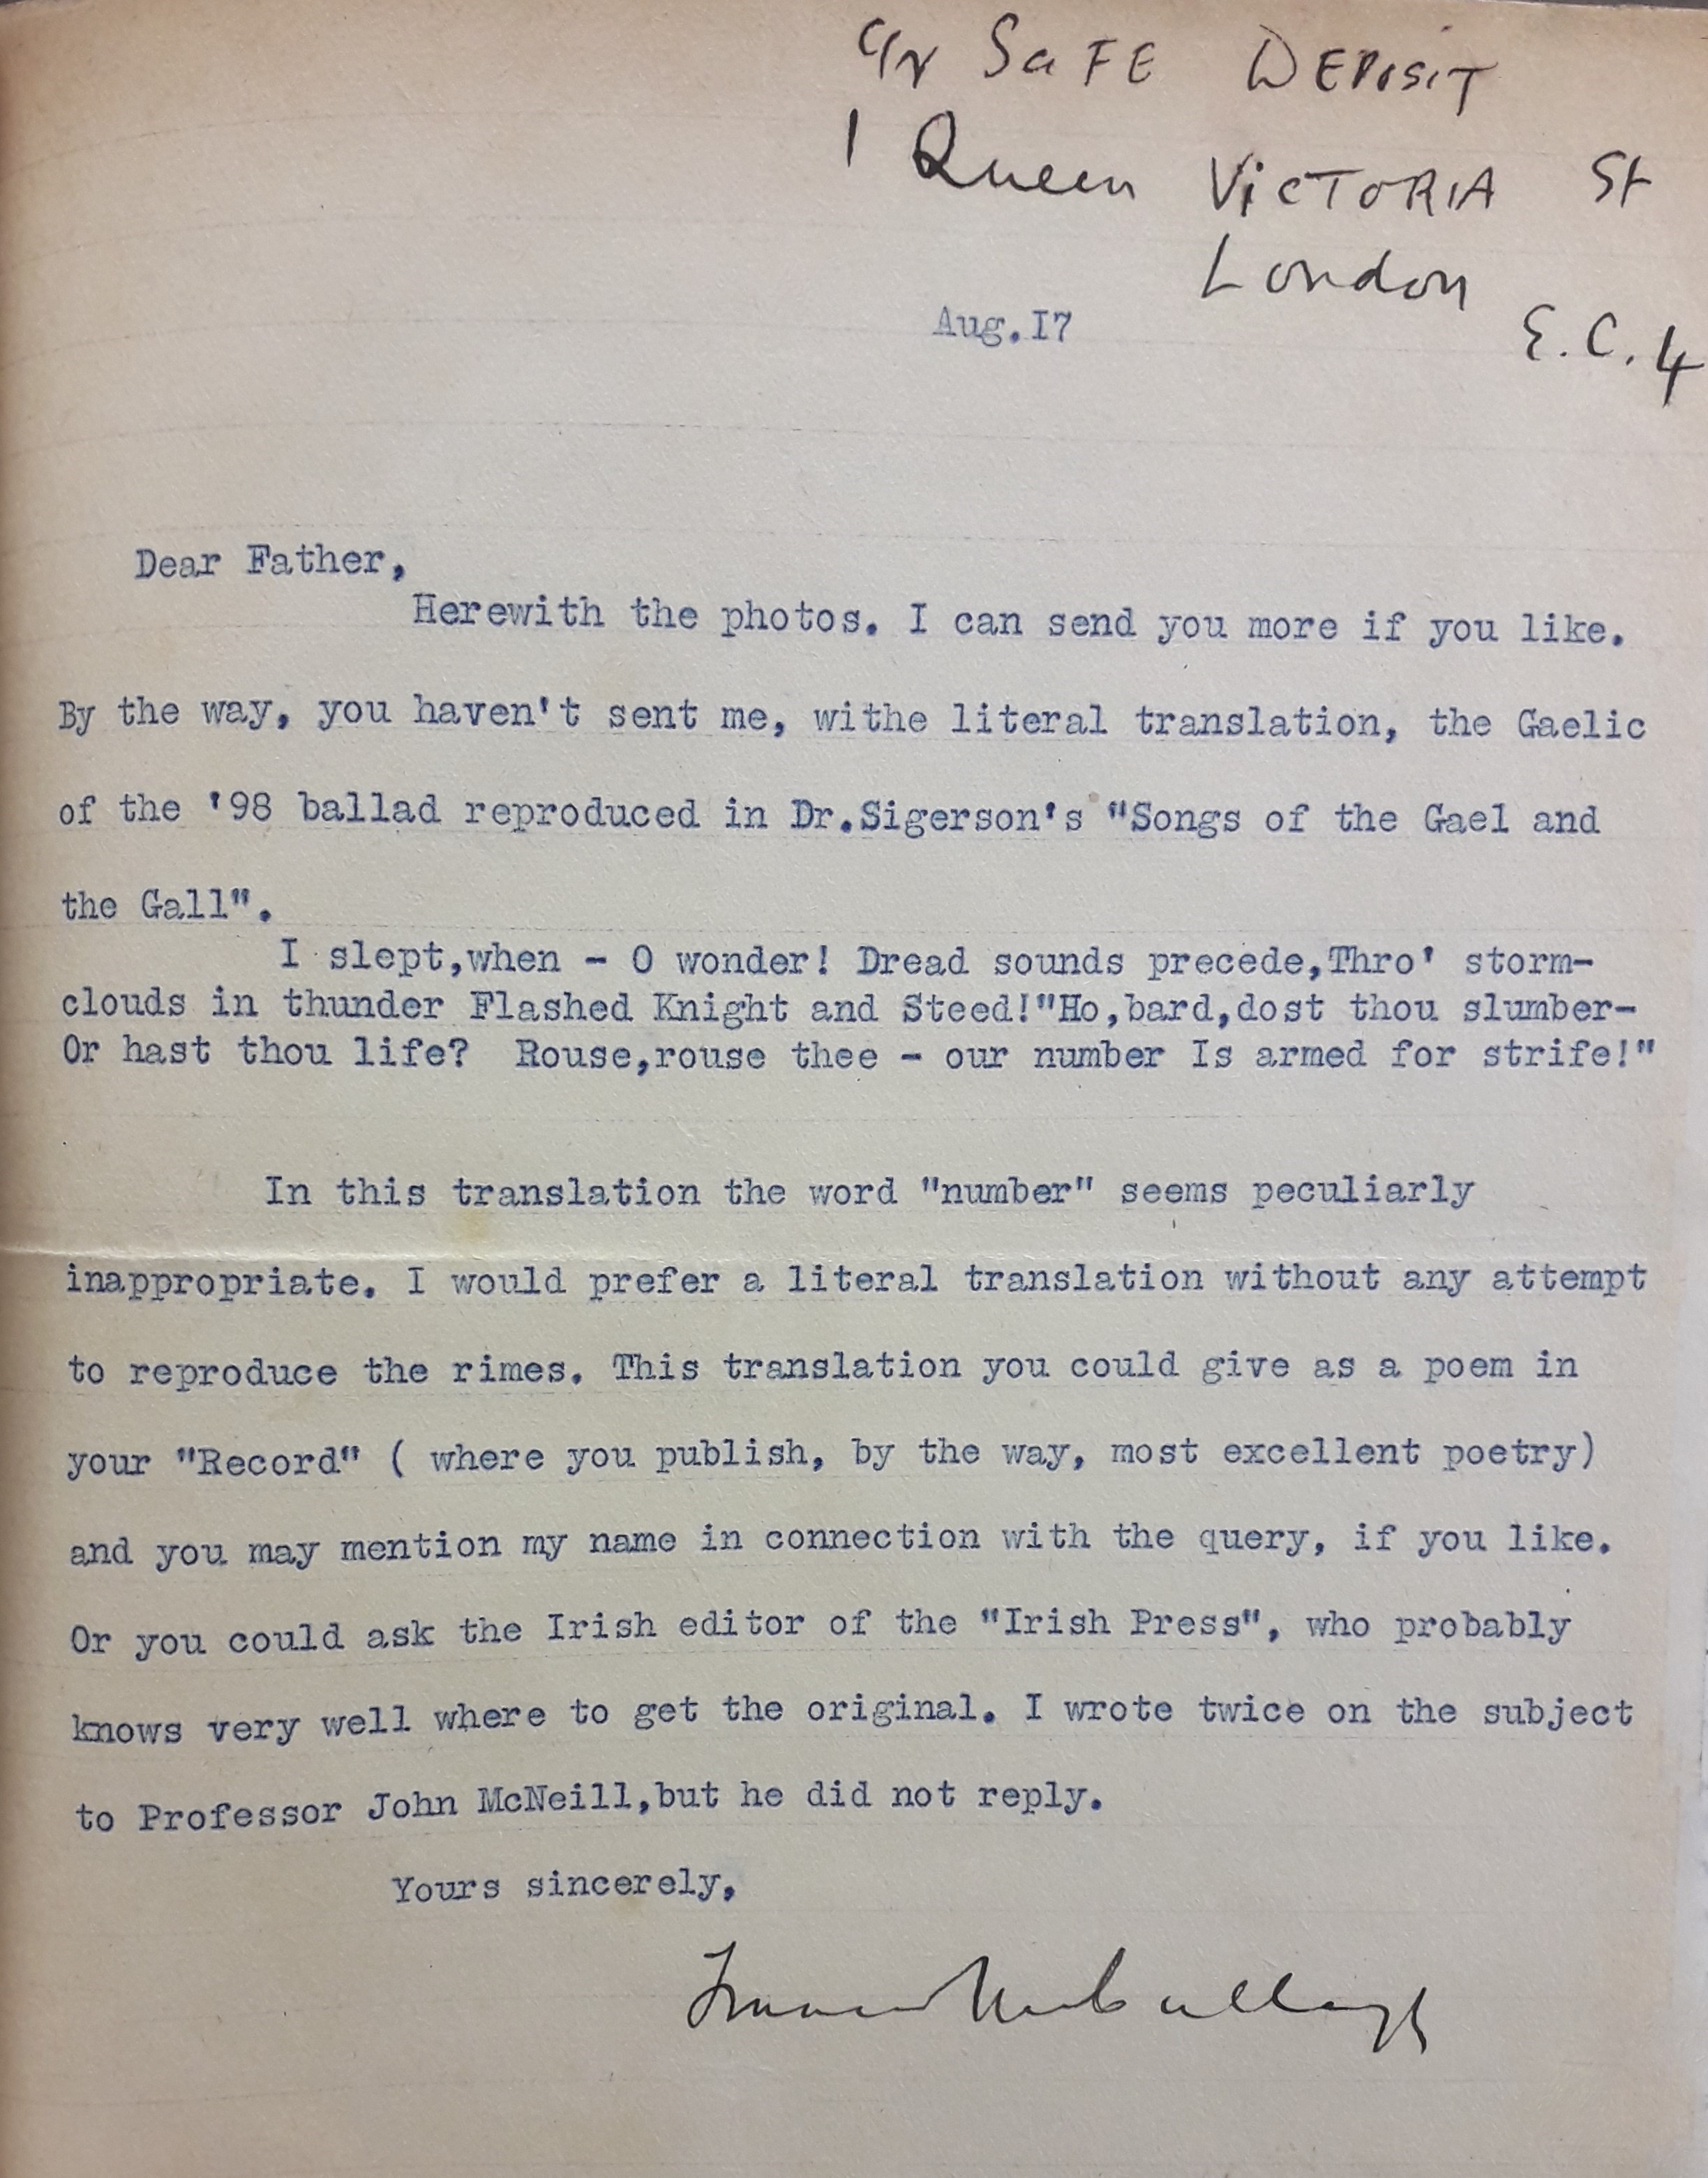 c/o SaFE DEPOSIT
1 Queen VICTORIA St
London
E.C.4
Aug.I7
Dear Father,
Herewith the photos. I can send you more if you like.
By the way, you haven't sent me, withe literal translation, the Gaelic
of the '98 ballad reproduced in Dr.Sigerson's "Songs of the Gael and
the Gall".
I slept,when - O wonder! Dread sounds precede,Thro' storm-
clouds in thunder Flashed Knight and Steed!"Ho,bard,dost thou slumber-
Or hast thou life? Rouse,rouse thee - our number Is armed for strife!"
In this translation the word "number" seems peculiarly
inappropriate. I would prefer a literal translation without any attempt
to reproduce the rimes. This translation you could give as a poem in
your "Record" ( where you publish, by the way, most excellent poetry)
and you may mention my name in connection with the query, if you like.
Or you could ask the Irish editor of the "Irish Press", who probably
knows very well where to get the original. I wrote twice on the subject
to Professor John McNeill,but he did not reply.
Yours sincerely,
Francis McCullagh